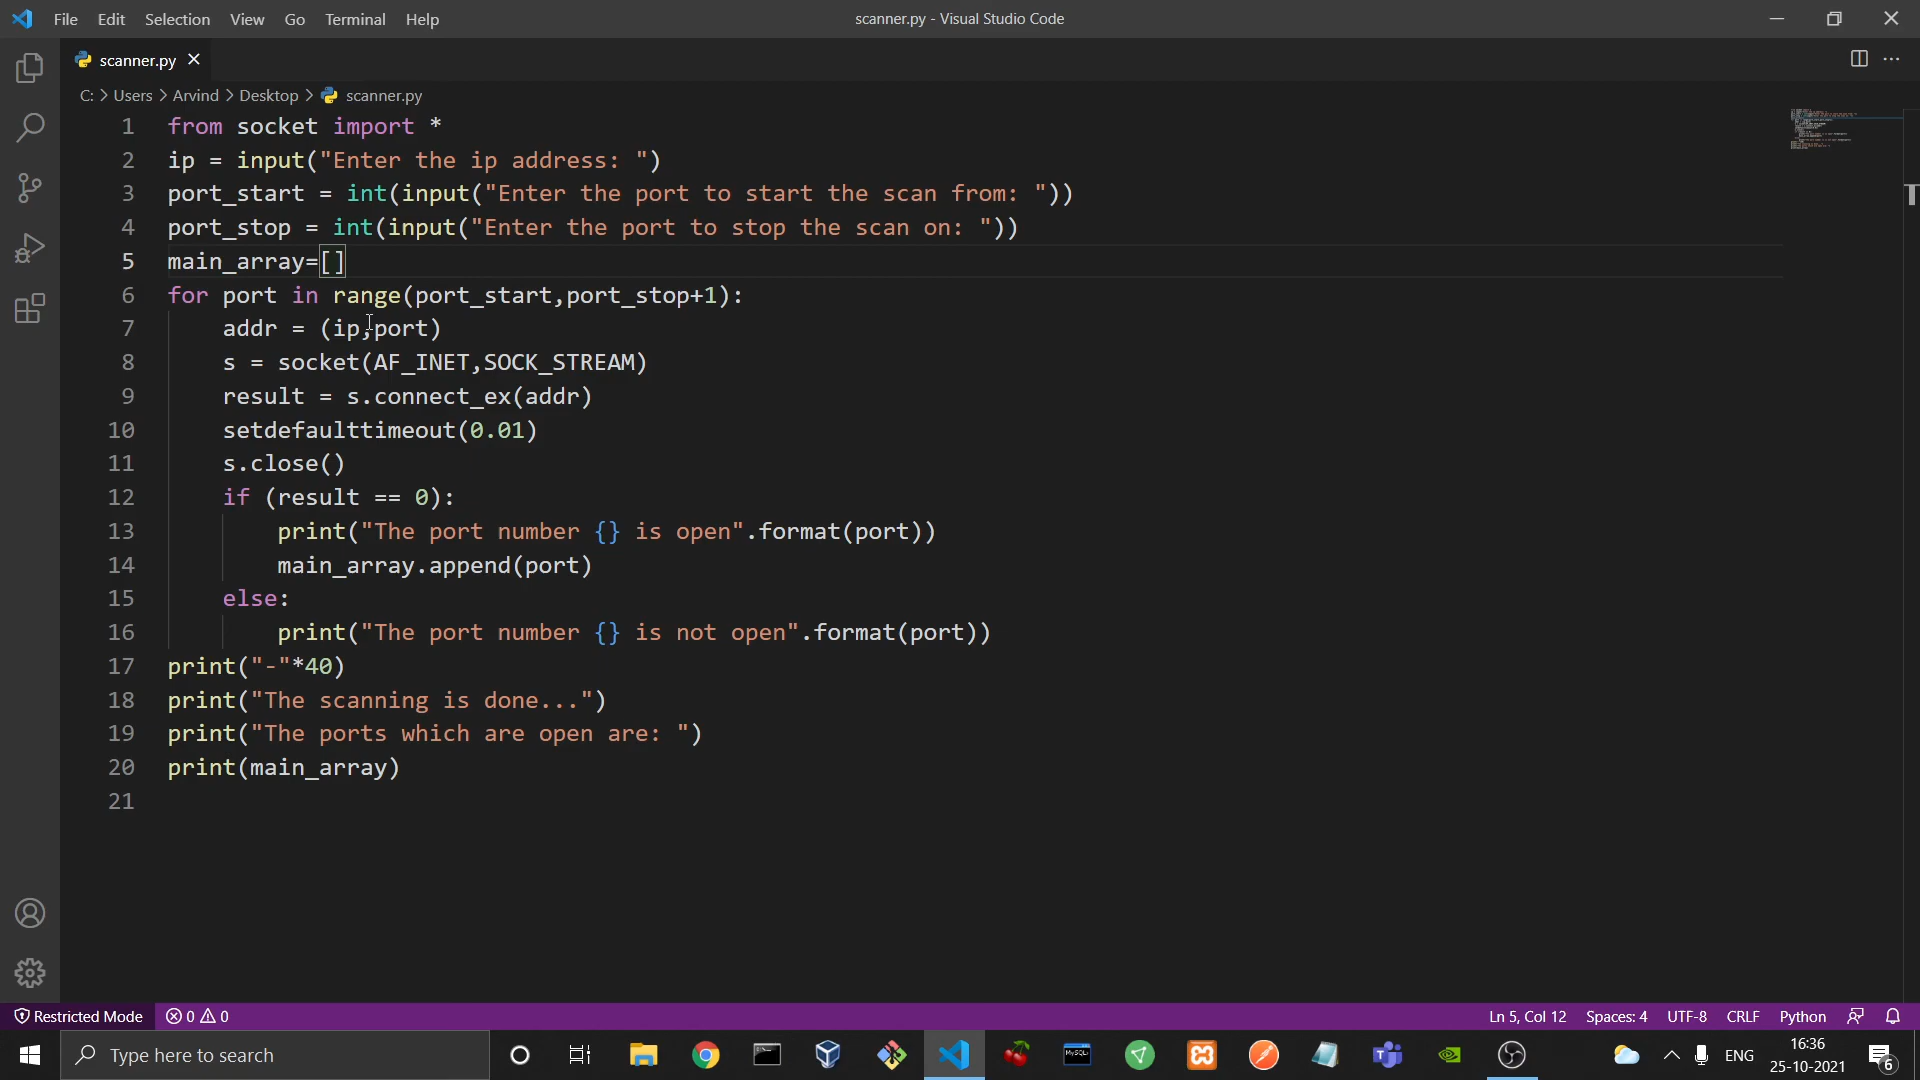 File Edit Selection View Go Terminal Help
scanner.py - Visual Studio Code
scanner.py
C: > Users > Arvind > Desktop > scanner.py
1 from socket import *
2 ip = input("Enter the ip address: ")
3 port_start = int(input("Enter the port to start the scan from: "))
4 port_stop = int(input("Enter the port to stop the scan on: "))
5 main_array=[]
6 for port in range(port_start,port_stop+1):
7     addr = (ip,port)
8     s = socket(AF_INET,SOCK_STREAM)
9     result = s.connect_ex(addr)
10     setdefaulttimeout(0.01)
11     s.close()
12     if (result == 0):
13         print("The port number {} is open".format(port))
14         main_array.append(port)
15     else:
16         print("The port number {} is not open".format(port))
17 print("-"*40)
18 print("The scanning is done...")
19 print("The ports which are open are: ")
20 print(main_array)
21
Restricted Mode 0 0 Ln 5, Col 12 Spaces: 4 UTF-8 CRLF Python
Type here to search
MySQL
ENG
16:36
25-10-2021
6